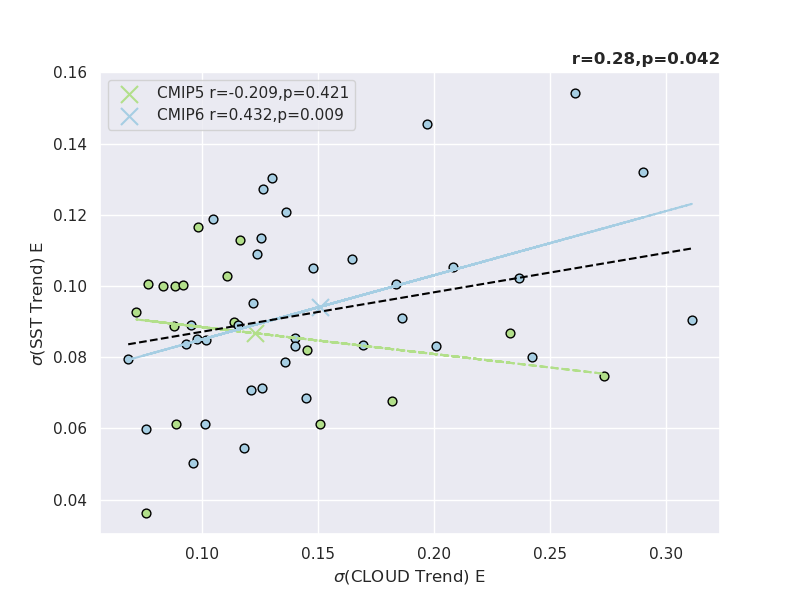 r=0.28,p=0.042
CMIP5 r=-0.209,p=0.421
CMIP6 r=0.432,p=0.009
0.16
0.14
0.12
0.10
0.08
0.06
0.04
σ(SST Trend) E
0.10 0.15 0.20 0.25 0.30
σ(CLOUD Trend) E